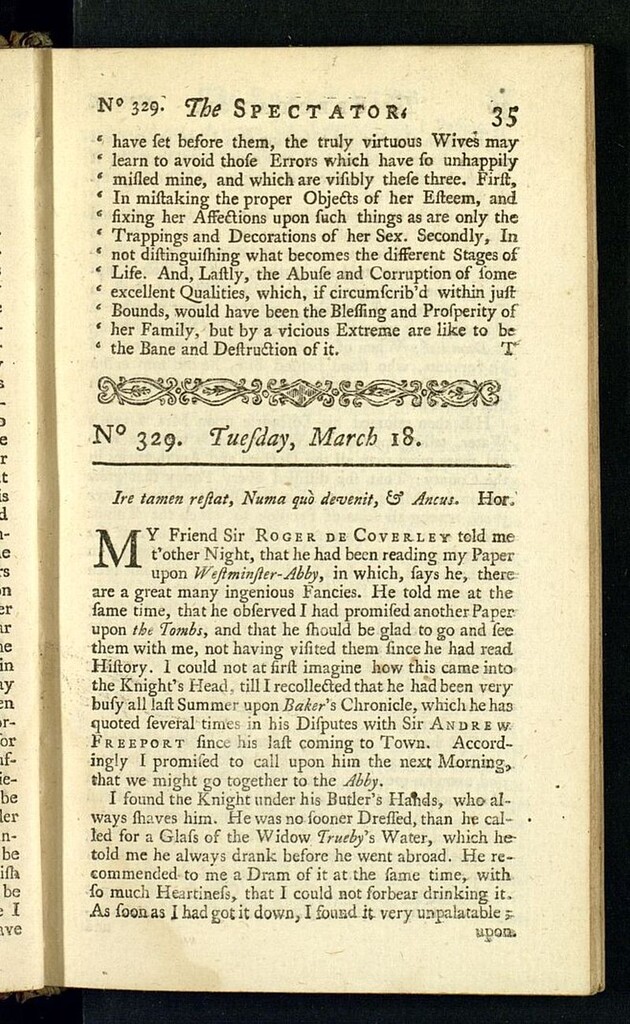 Nº 329. The SPECTATOR. 35
‘ have ſet before them, the truly virtuous Wives may
‘ learn to avoid thoſe Errors which have ſo unhappily
‘ miſled mine, and which are viſibly theſe three. Firſt,
‘ In miſtaking the proper Objects of her Eſteem, and
‘ fixing her Affections upon ſuch things as are only the
‘ Trappings and Decorations of her Sex. Secondly, In
‘ not diſtinguiſhing what becomes the different Stages of
‘ Life. And, Laſtly, the Abuſe and Corruption of ſome
‘ excellent Qualities, which, if circumſcrib'd within juſt
‘ Bounds, would have been the Bleſſing and Proſperity of
‘ her Family, but by a vicious Extreme are like to be
‘ the Bane and Deſtruction of it. T
Nº 329. Tueſday, March 18.
Ire tamen reſtat, Numa quò devenit, & Ancus. Hor.
MY Friend Sir ROGER DE COVERLEY told me
t'other Night, that he had been reading my Paper
upon Weſtminſter-Abby, in which, ſays he, there
are a great many ingenious Fancies. He told me at the
ſame time, that he obſerved I had promiſed another Paper
upon the Tombs, and that he ſhould be glad to go and ſee
them with me, not having viſited them ſince he had read
Hiſtory. I could not at firſt imagine how this came into
the Knight's Head, till I recollected that he had been very
buſy all laſt Summer upon Baker's Chronicle, which he has
quoted ſeveral times in his Diſputes with Sir ANDREW
FREEPORT ſince his laſt coming to Town. Accord-
ingly I promiſed to call upon him the next Morning,
that we might go together to the Abby.
I found the Knight under his Butler's Hands, who al-
ways ſhaves him. He was no ſooner Dreſſed, than he cal-
led for a Glaſs of the Widow Trueby's Water, which he
told me he always drank before he went abroad. He re-
commended to me a Dram of it at the ſame time, with
ſo much Heartineſs, that I could not forbear drinking it.
As ſoon as I had got it down, I found it very unpalatable;
upon